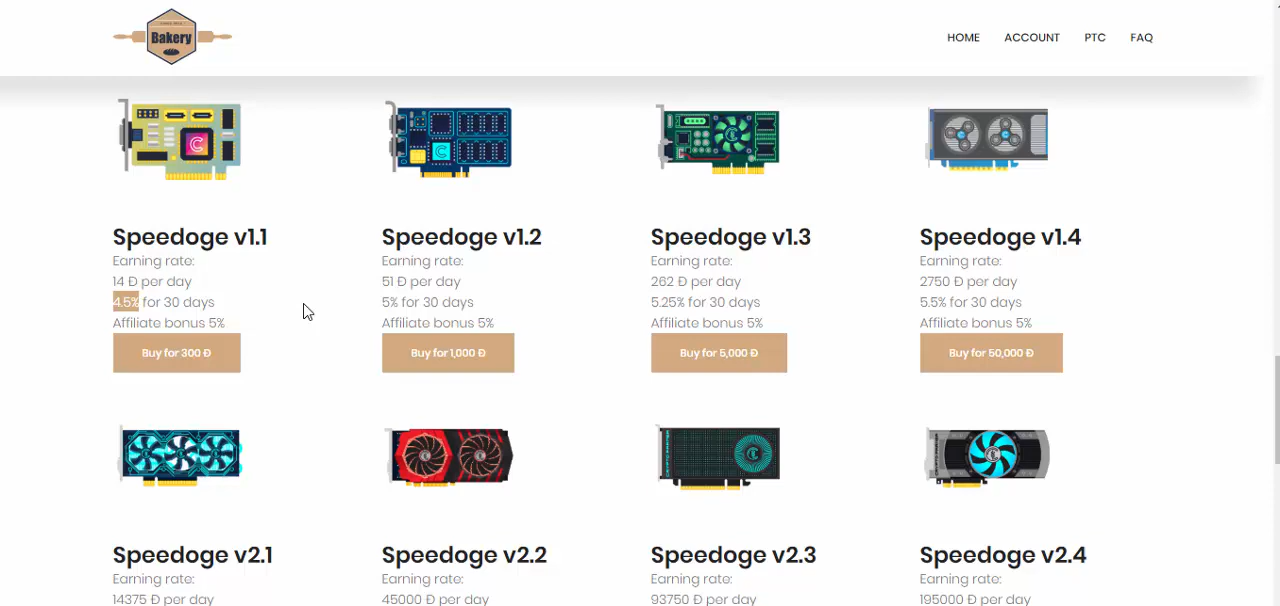 Bakery
HOME ACCOUNT PTC FAQ
Speedoge v1.1
Earning rate:
14 Đ per day
4.5% for 30 days
Affiliate bonus 5%
Buy for 300 Đ
Speedoge v1.2
Earning rate:
51 Đ per day
5% for 30 days
Affiliate bonus 5%
Buy for 1,000 Đ
Speedoge v1.3
Earning rate:
262 Đ per day
5.25% for 30 days
Affiliate bonus 5%
Buy for 5,000 Đ
Speedoge v1.4
Earning rate:
2750 Đ per day
5.5% for 30 days
Affiliate bonus 5%
Buy for 50,000 Đ
Speedoge v2.1
Earning rate:
14375 Đ per day
Speedoge v2.2
Earning rate:
45000 Đ per day
Speedoge v2.3
Earning rate:
93750 Đ per day
Speedoge v2.4
Earning rate:
195000 Đ per day